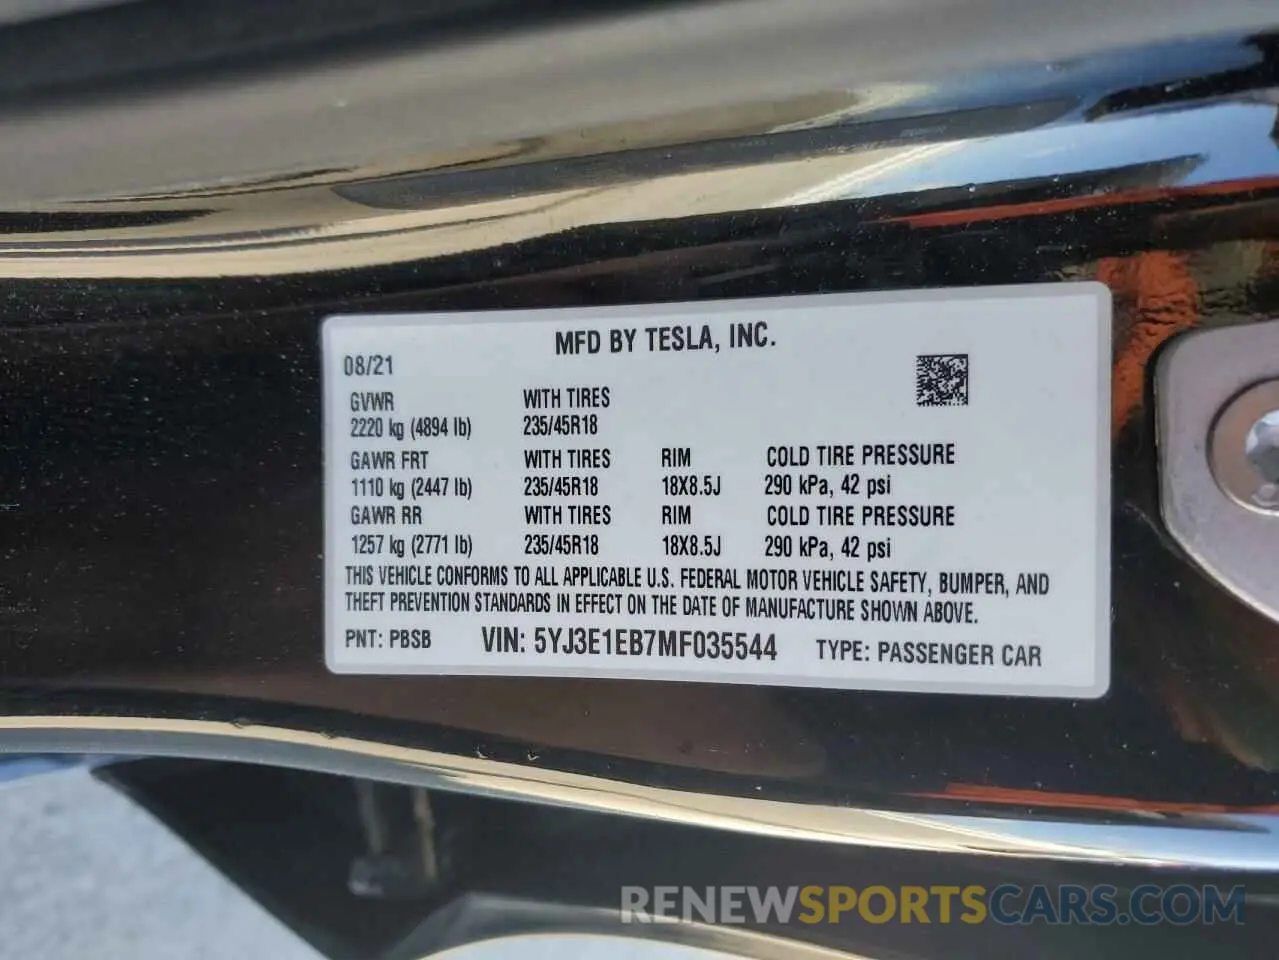 MFD BY TESLA, INC.
08/21
GVWR WITH TIRES
2220 kg (4894 lb) 235/45R18
GAWR FRT WITH TIRES RIM COLD TIRE PRESSURE
1110 kg (2447 lb) 235/45R18 18X8.5J 290 kPa, 42 psi
GAWR RR WITH TIRES RIM COLD TIRE PRESSURE
1257 kg (2771 lb) 235/45R18 18X8.5J 290 kPa, 42 psi
THIS VEHICLE CONFORMS TO ALL APPLICABLE U.S. FEDERAL MOTOR VEHICLE SAFETY, BUMPER, AND
THEFT PREVENTION STANDARDS IN EFFECT ON THE DATE OF MANUFACTURE SHOWN ABOVE.
PNT: PBSB VIN: 5YJ3E1EB7MF035544 TYPE: PASSENGER CAR
RENEWSPORTSCARS.COM